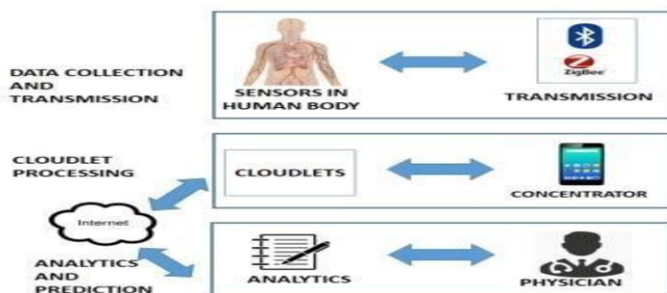 DATA COLLECTION
AND
TRANSMISSION
SENSORS IN
HUMAN BODY
ZigBee
TRANSMISSION
CLOUDLET
PROCESSING
CLOUDLETS
CONCENTRATOR
Internet
ANALYTICS
AND
PREDICTION
ANALYTICS
PHYSICIAN